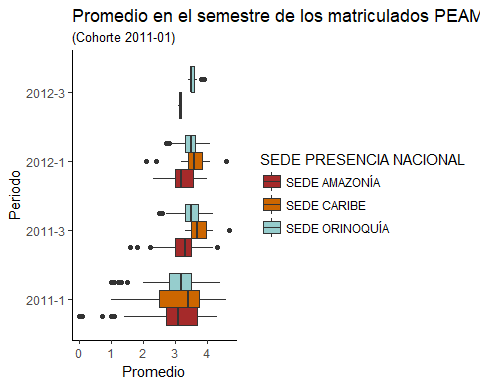 Promedio en el semestre de los matriculados PEAM
(Cohorte 2011-01)
2012-3
2012-1
2011-3
2011-1
Periodo
0 1 2 3 4
Promedio
SEDE PRESENCIA NACIONAL
SEDE AMAZONÍA
SEDE CARIBE
SEDE ORINOQUÍA